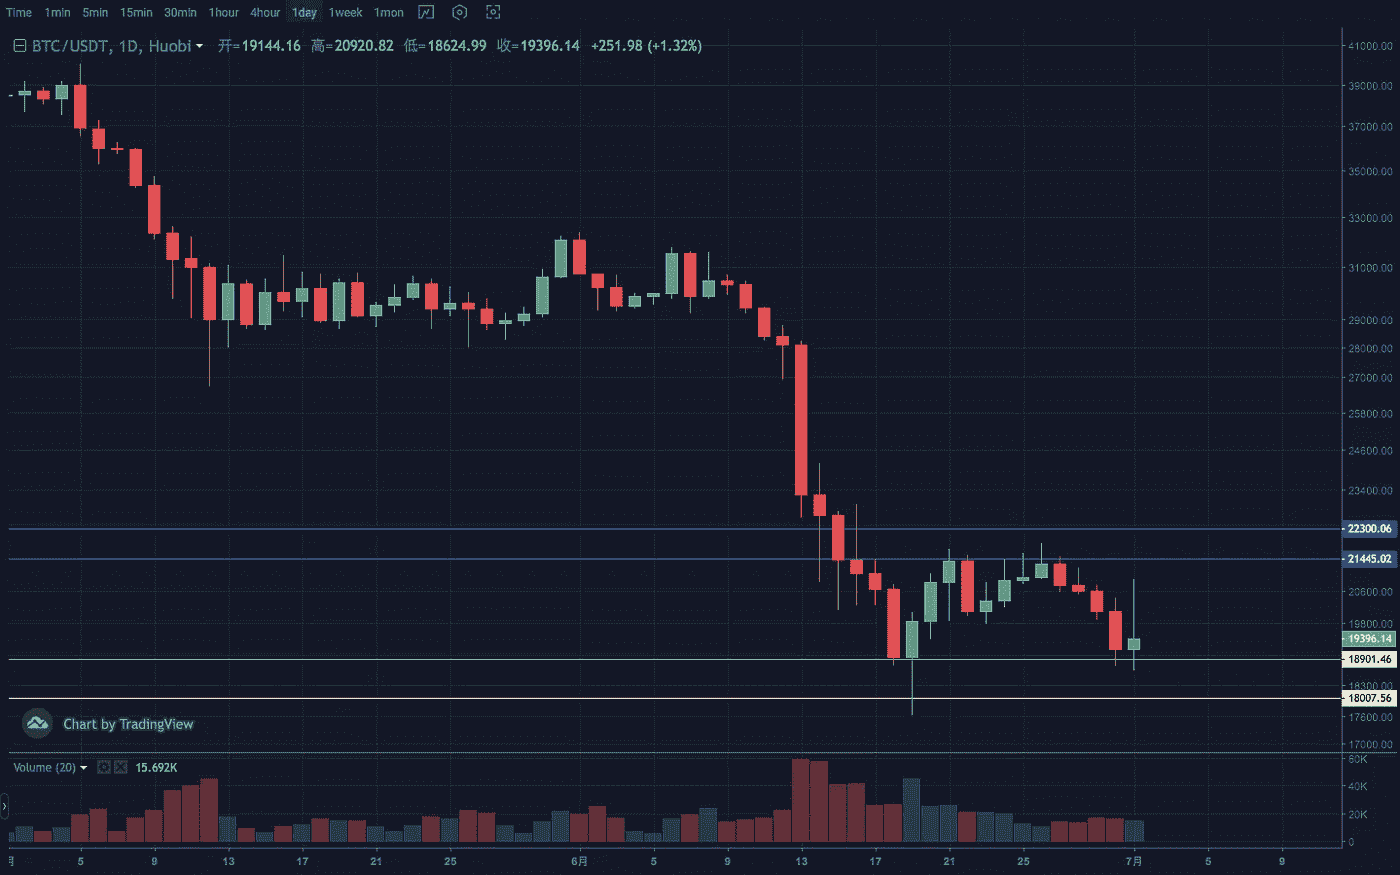 Time 1min 5min 15min 30min 1hour 4hour 1day 1week 1mon
BTC/USDT, 1D, Huobi 开=19144.16 高=20920.82 低=18624.99 收=19396.14 +251.98 (+1.32%)
41000.00
39000.00
37000.00
35000.00
33000.00
31000.00
29000.00
28000.00
27000.00
25800.00
24600.00
23400.00
22300.06
21445.02
20600.00
19800.00
19396.14
18901.46
18300.00
18007.56
17600.00
17000.00
Chart by TradingView
Volume (20) 15.692K
60K
40K
20K
0
月 5 9 13 17 21 25 6月 5 9 13 17 21 25 7月 5 9